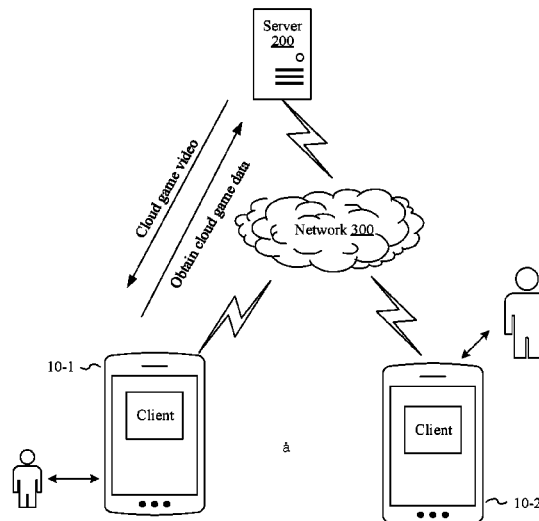 Server
200
Cloud game video
Obtain cloud game data
Network 300
10-1
Client
Client
å
10-2